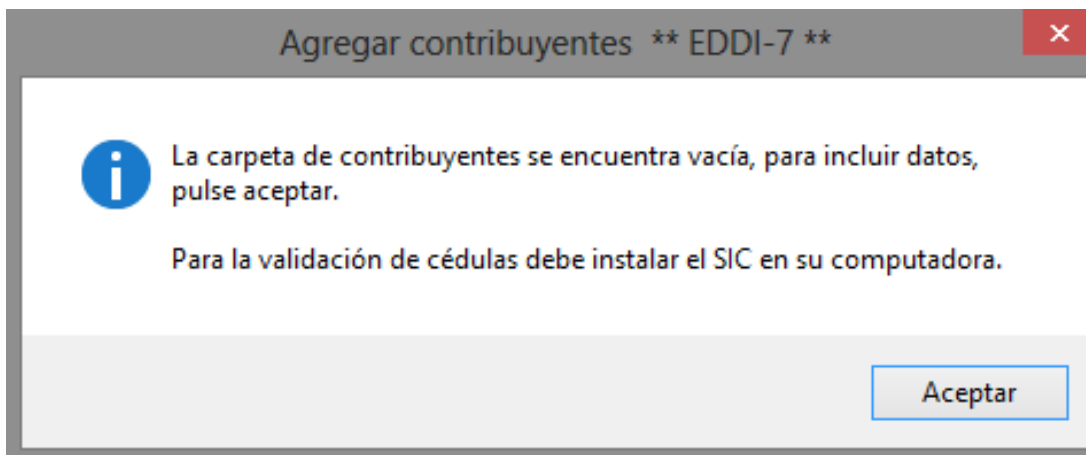 Agregar contribuyentes ** EDDI-7 **
La carpeta de contribuyentes se encuentra vacía, para incluir datos,
pulse aceptar.
Para la validación de cédulas debe instalar el SIC en su computadora.
Aceptar